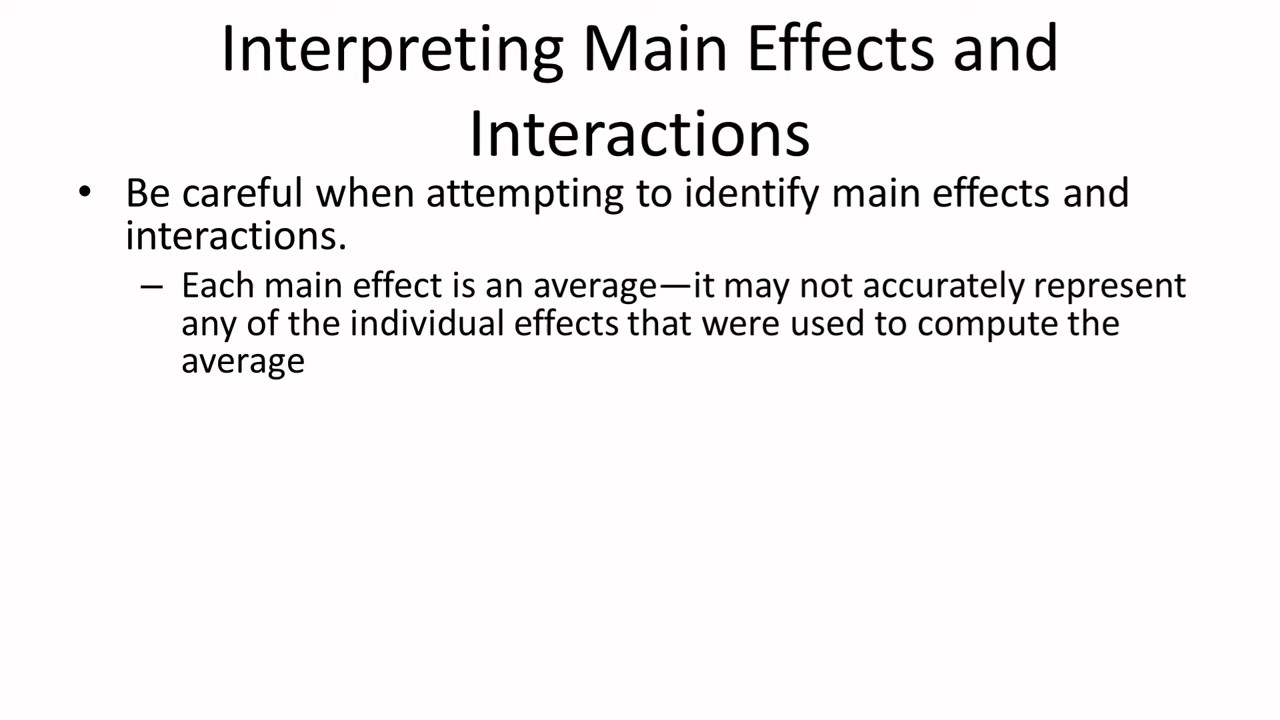 Interpreting Main Effects and
Interactions
• Be careful when attempting to identify main effects and
interactions.
– Each main effect is an average—it may not accurately represent
any of the individual effects that were used to compute the
average